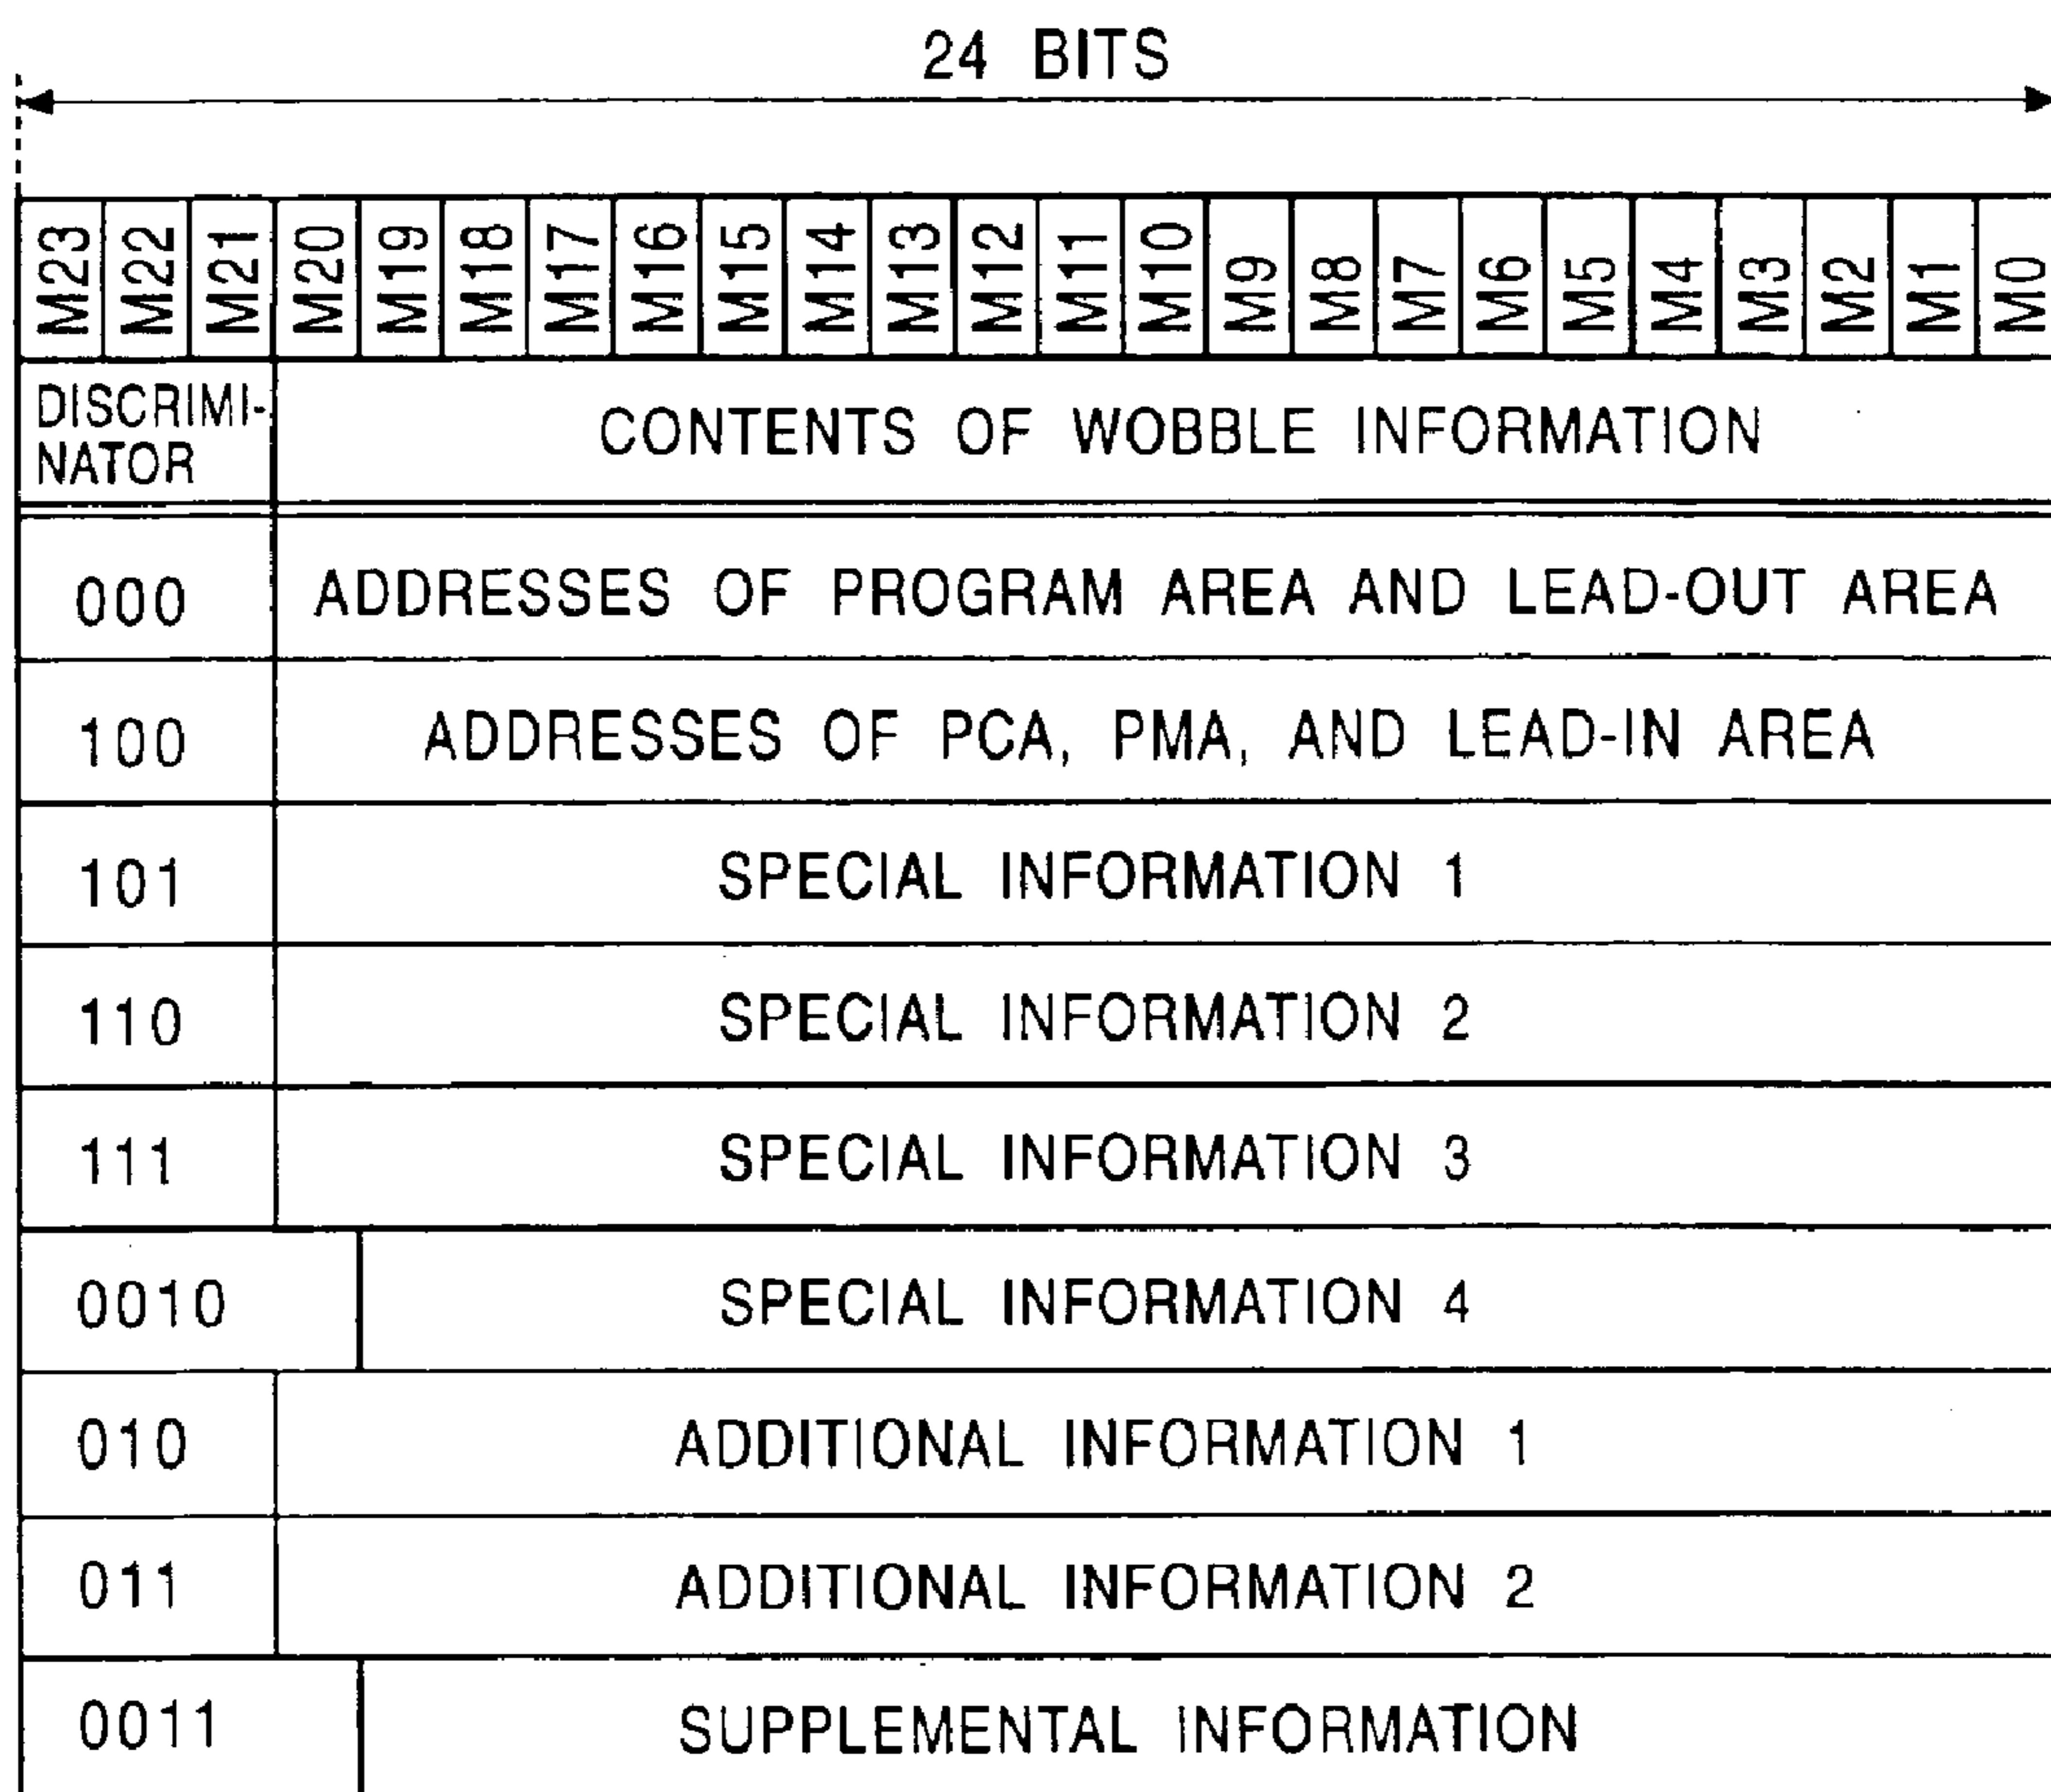 24 BITS
M23 M22 M21 M20 M19 M18 M17 M16 M15 M14 M13 M12 M11 M10 M9 M8 M7 M6 M5 M4 M3 M2 M1 M0
DISCRIMI-
NATOR
CONTENTS OF WOBBLE INFORMATION
000 ADDRESSES OF PROGRAM AREA AND LEAD-OUT AREA
100 ADDRESSES OF PCA, PMA, AND LEAD-IN AREA
101 SPECIAL INFORMATION 1
110 SPECIAL INFORMATION 2
111 SPECIAL INFORMATION 3
0010 SPECIAL INFORMATION 4
010 ADDITIONAL INFORMATION 1
011 ADDITIONAL INFORMATION 2
0011 SUPPLEMENTAL INFORMATION